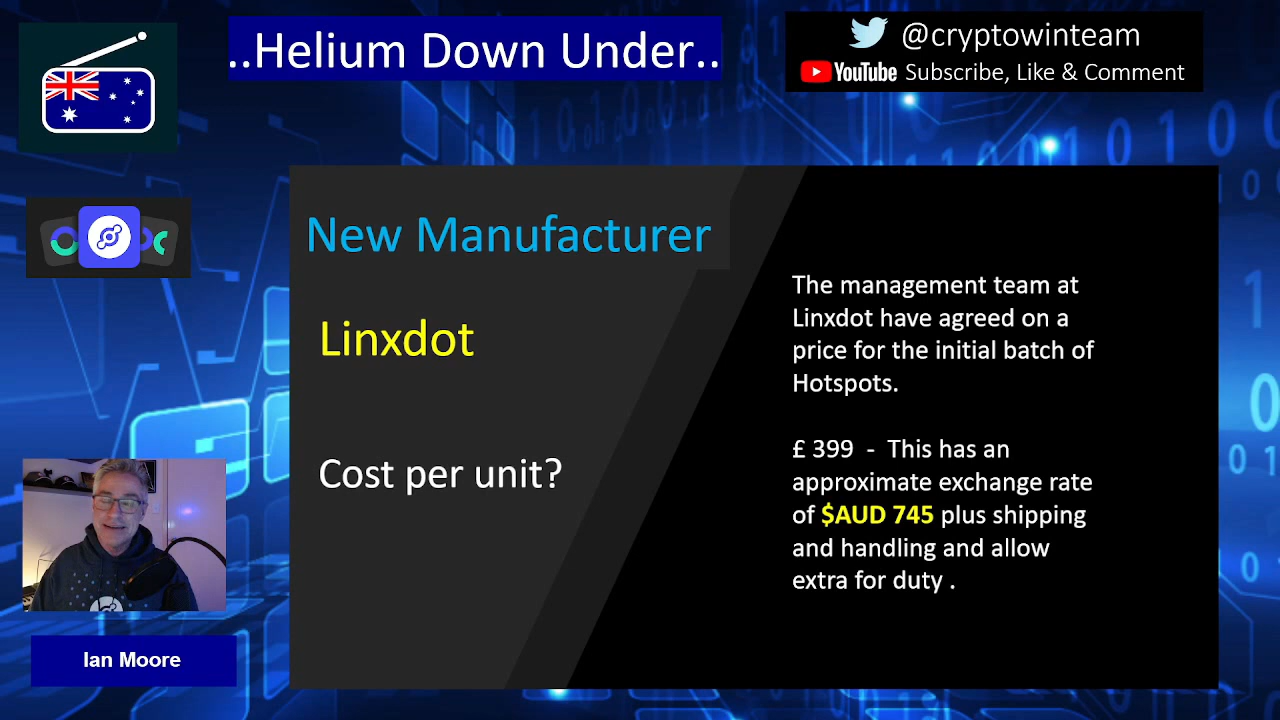 ..Helium Down Under..
@cryptowinteam
YouTube Subscribe, Like & Comment
New Manufacturer
Linxdot
Cost per unit?
The management team at
Linxdot have agreed on a
price for the initial batch of
Hotspots.
£ 399 - This has an
approximate exchange rate
of $AUD 745 plus shipping
and handling and allow
extra for duty .
Ian Moore